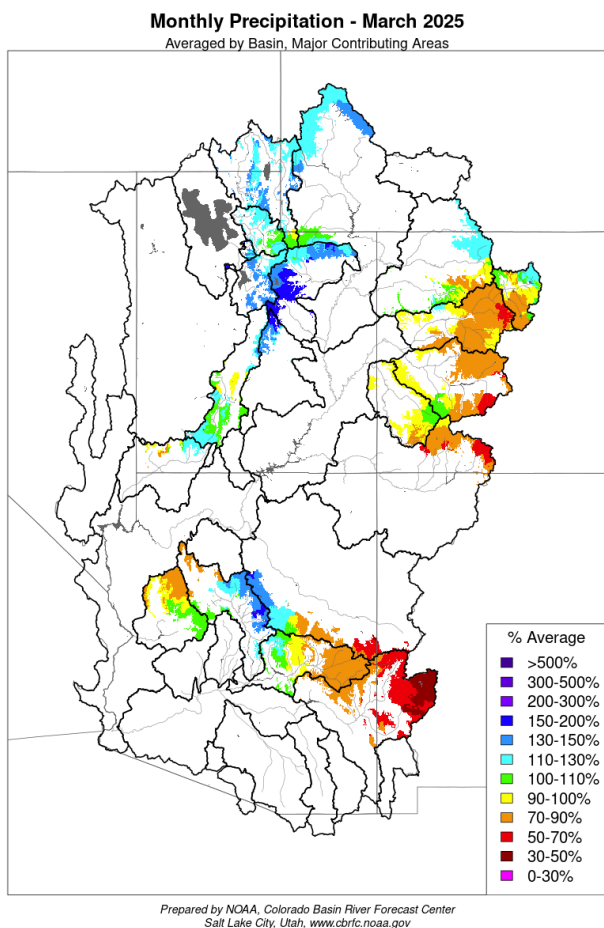 Monthly Precipitation - March 2025
Averaged by Basin, Major Contributing Areas
% Average
>500%
300-500%
200-300%
150-200%
130-150%
110-130%
100-110%
90-100%
70-90%
50-70%
30-50%
0-30%
Prepared by NOAA, Colorado Basin River Forecast Center
Salt Lake City, Utah, www.cbrfc.noaa.gov